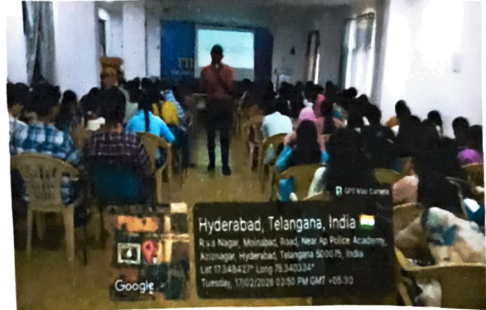 GPS Map Camera
Hyderabad, Telangana, India 🇮🇳
R.v.s Nagar, Moinabad, Road, Near Ap Police Academy,
Aziznagar, Hyderabad, Telangana 500075, India
Lat 17.348427° Long 78.340334°
Tuesday, 17/02/2026 02:50 PM GMT +05:30
Google